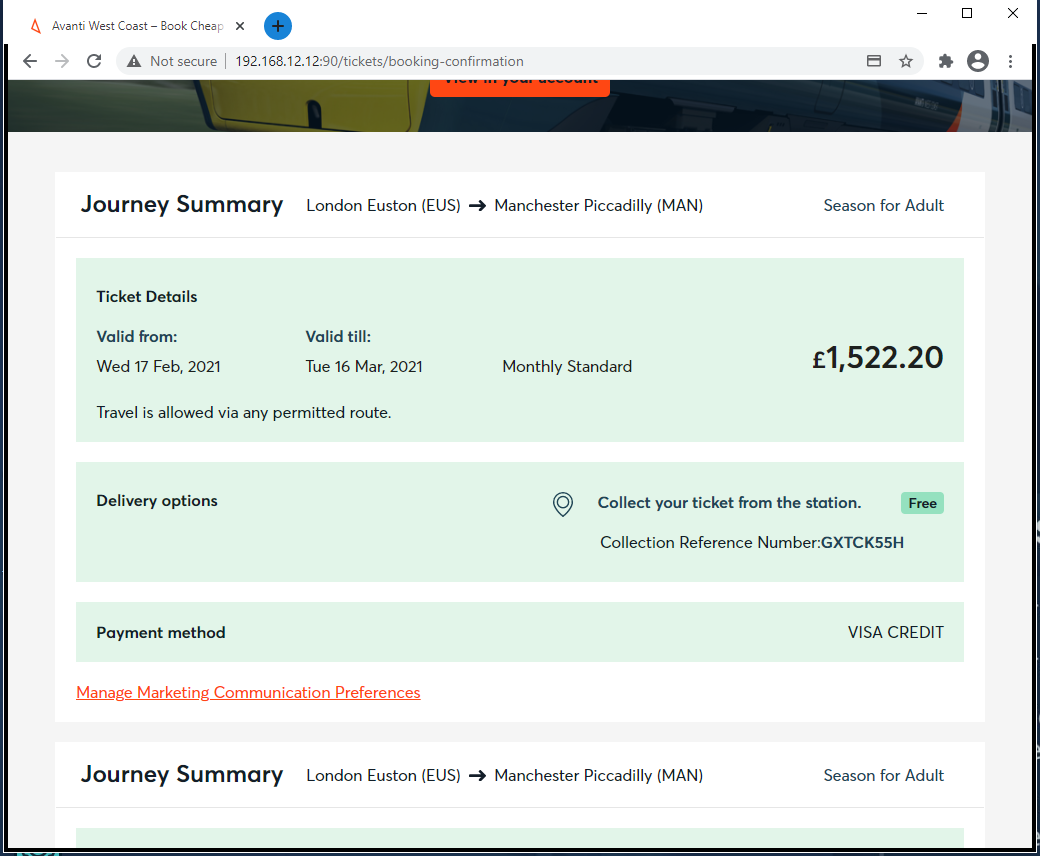 Avanti West Coast – Book Cheap
Not secure 192.168.12.12:90/tickets/booking-confirmation
View in your account
Journey Summary London Euston (EUS) → Manchester Piccadilly (MAN) Season for Adult
Ticket Details
Valid from: Valid till:
Wed 17 Feb, 2021 Tue 16 Mar, 2021 Monthly Standard £1,522.20
Travel is allowed via any permitted route.
Delivery options Collect your ticket from the station. Free
Collection Reference Number:GXTCK55H
Payment method VISA CREDIT
Manage Marketing Communication Preferences
Journey Summary London Euston (EUS) → Manchester Piccadilly (MAN) Season for Adult